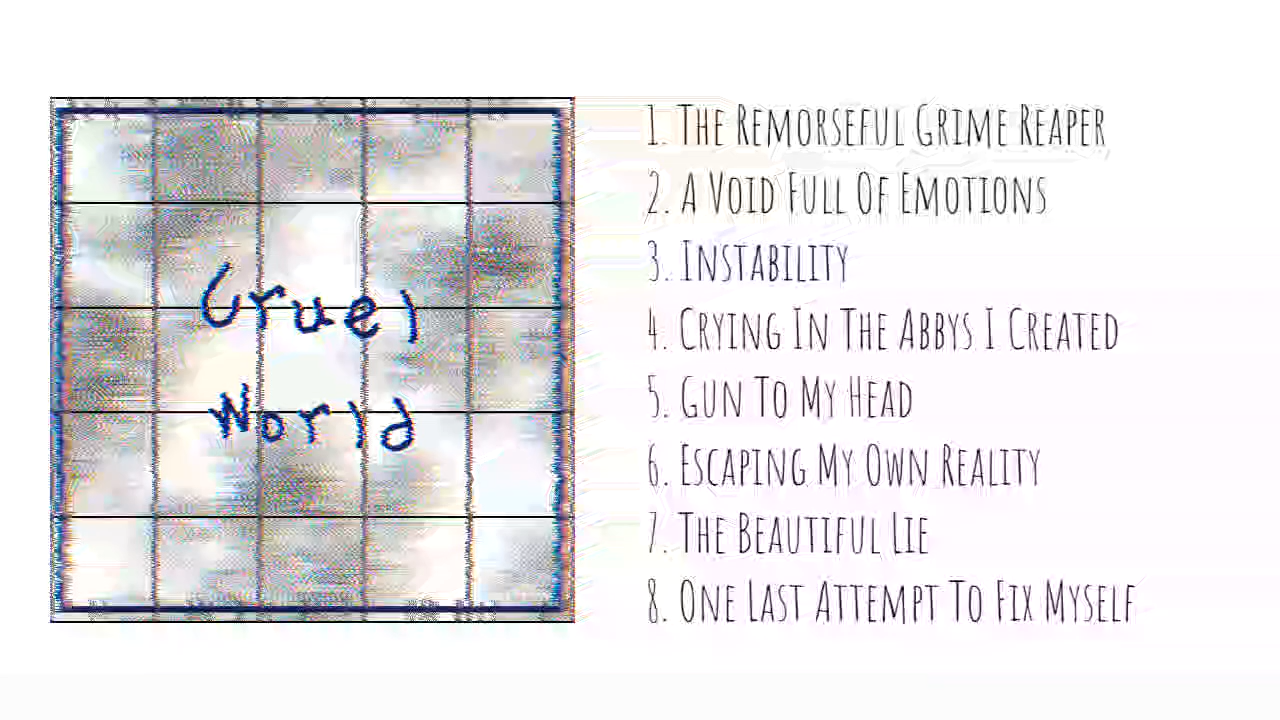 Cruel
World
1. The Remorseful Grime Reaper
2. A Void Full Of Emotions
3. Instability
4. Crying In The Abbys I Created
5. Gun To My Head
6. Escaping My Own Reality
7. The Beautiful Lie
8. One Last Attempt To Fix Myself